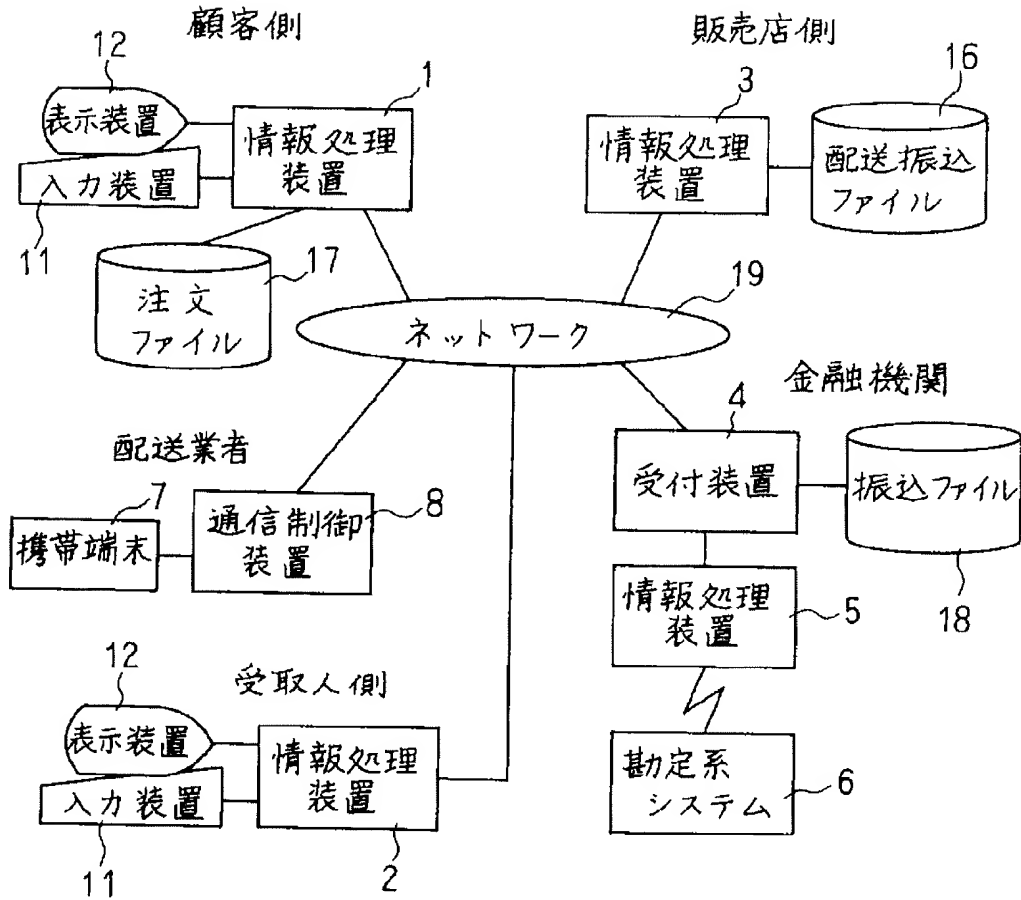 顧客側
12
表示装置
入力装置
11
1
情報処理
装置
17
注文
ファイル
販売店側
3
情報処理
装置
16
配送振込
ファイル
19
ネットワーク
配送業者
7
携帯端末
8
通信制御
装置
金融機関
4
受付装置
振込ファイル
18
情報処理
装置
5
勘定系
システム
6
受取人側
12
表示装置
入力装置
11
情報処理
装置
2